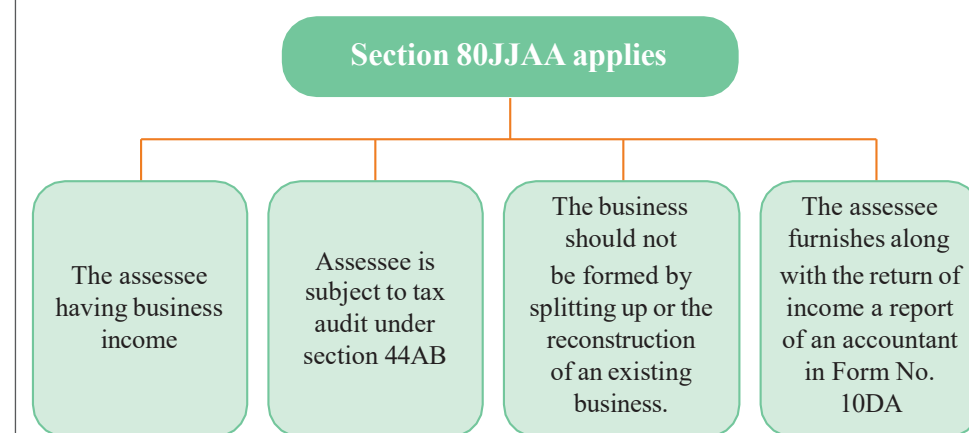 Section 80JJAA applies
The assessee
having business
income
Assessee is
subject to tax
audit under
section 44AB
The business
should not
be formed by
splitting up or the
reconstruction
of an existing
business.
The assessee
furnishes along
with the return of
income a report
of an accountant
in Form No.
10DA